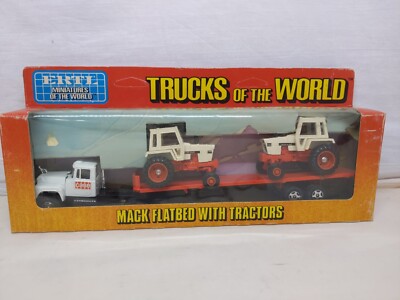 ERTL
MINIATURES
OF THE WORLD
TRUCKS OF THE WORLD
CASE
MACK FLATBED WITH TRACTORS